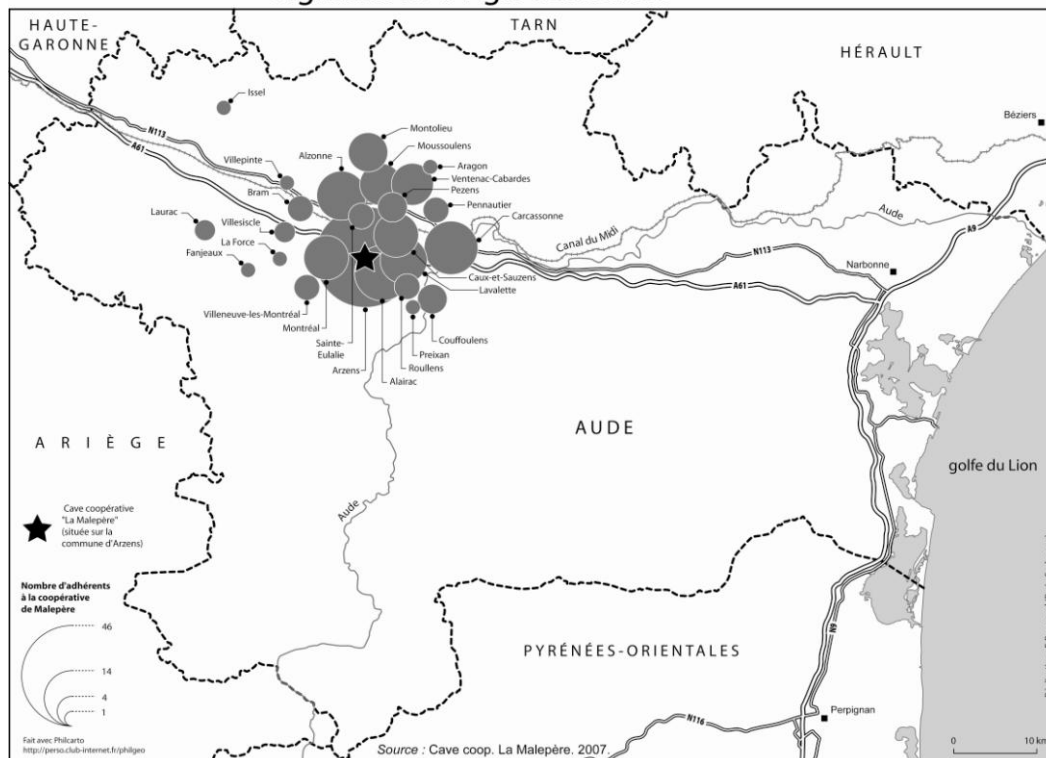 HAUTE-
GARONNE
TARN
HÉRAULT
Béziers
Issel
N113
A61
Montolieu
Moussoulens
Alzonne
Villepinte
Aragon
Ventenac-Cabardes
Pezens
Bram
Pennautier
Carcassonne
Laurac
Villesiscle
La Force
Fanjeaux
Canal du Midi
Aude
A9
N113
Narbonne
A61
Caux-et-Sauzens
Lavalette
Villeneuve-les-Montréal
Montréal
Couffoulens
Sainte-
Eulalie
Preixan
Roullens
Arzens
Alairac
AUDE
ARIÈGE
golfe du Lion
Aude
Cave coopérative
"La Malepère"
(située sur la
commune d'Arzens)
Nombre d'adhérents
à la coopérative
de Malepère
46
14
4
1
PYRÉNÉES-ORIENTALES
N9
N116
Perpignan
Fait avec Philcarto
http://perso.club-internet.fr/philgeo
Source : Cave coop. La Malepère. 2007.
0 10 km